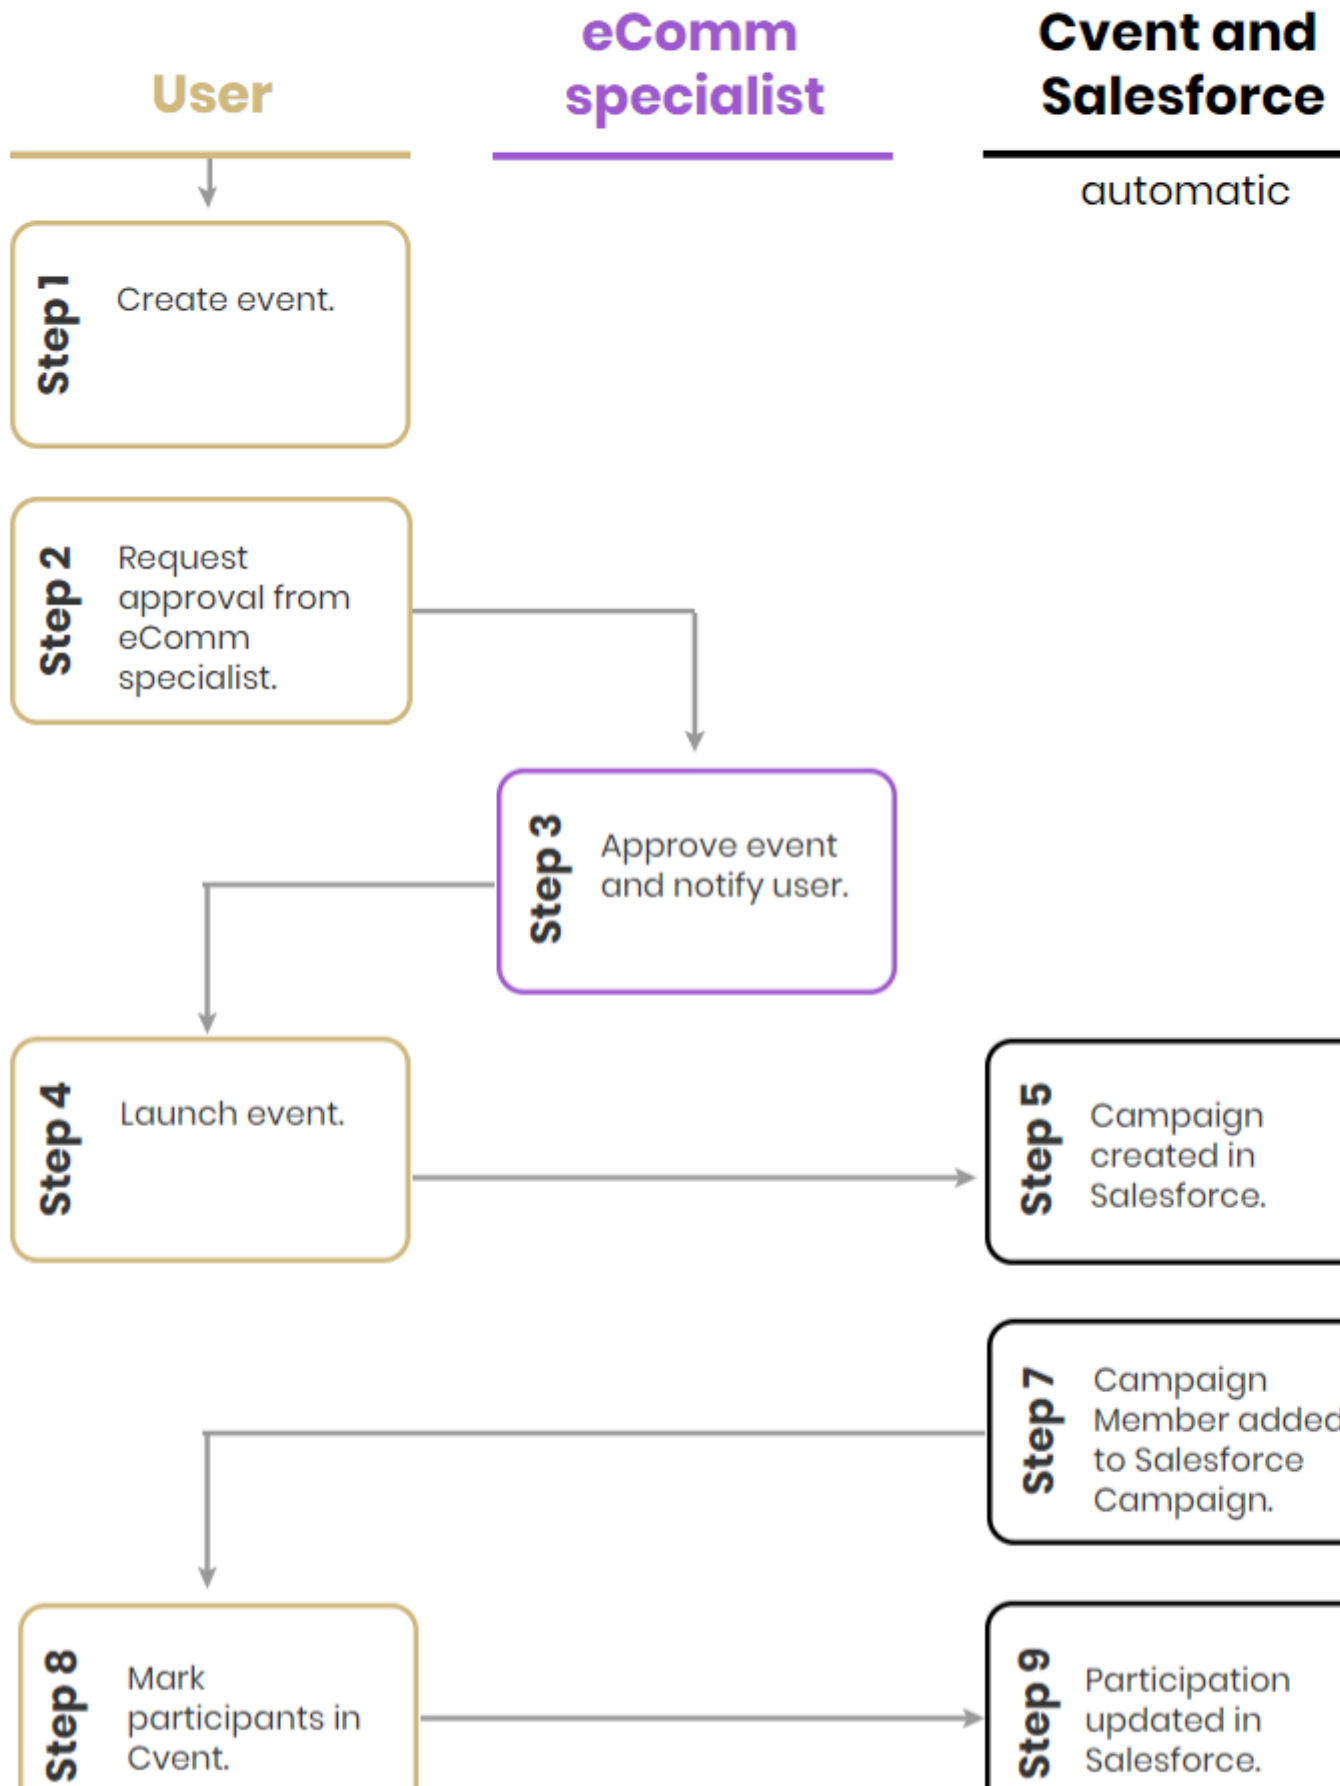 User
eComm
specialist
Cvent and
Salesforce
automatic
Step 1
Create event.
Step 2
Request
approval from
eComm
specialist.
Step 3
Approve event
and notify user.
Step 4
Launch event.
Step 5
Campaign
created in
Salesforce.
Step 7
Campaign
Member added
to Salesforce
Campaign.
Step 8
Mark
participants in
Cvent.
Step 9
Participation
updated in
Salesforce.